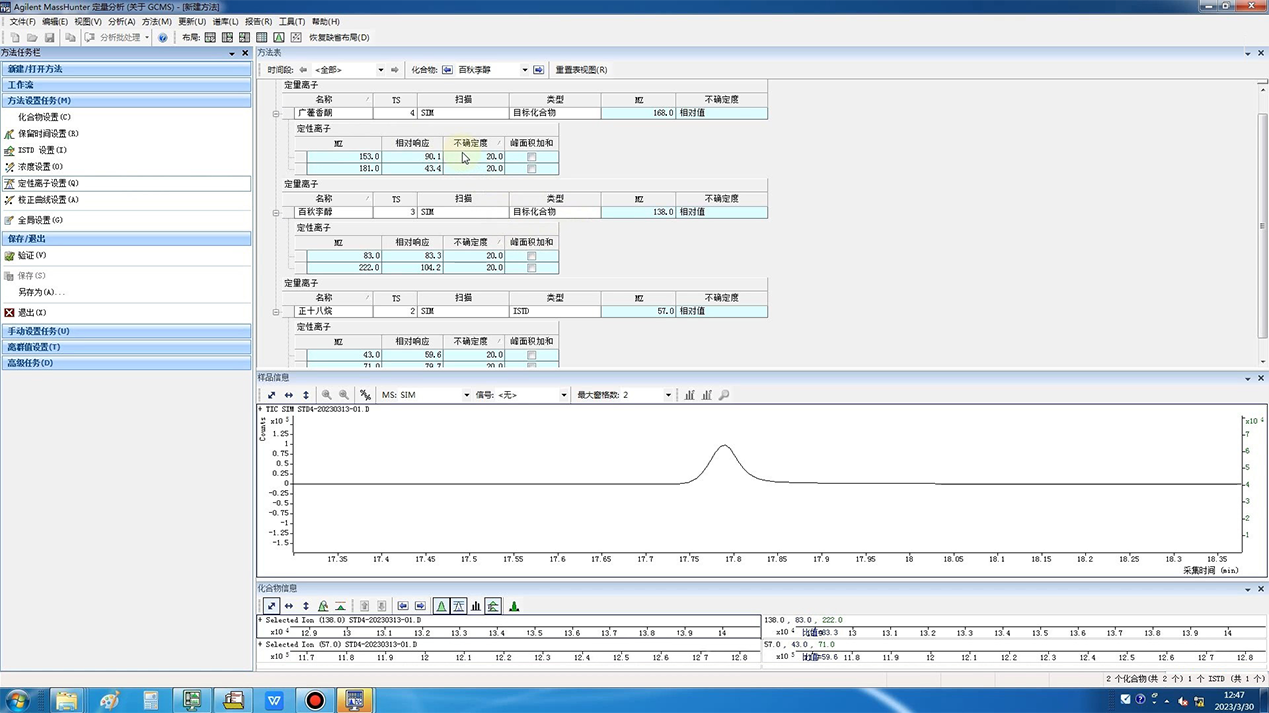 Agilent MassHunter 定量分析 (关于 GCMS) - [新建方法]
文件(F) 编辑(E) 视图(V) 分析(A) 方法(M) 更新(U) 谱库(L) 报告(R) 工具(T) 帮助(H)
分析批处理 布局: 恢复缺省布局(D)
方法任务栏
新建/打开方法
工作流
方法设置任务(M)
化合物设置(C)
保留时间设置(R)
ISTD 设置(I)
浓度设置(O)
定性离子设置(Q)
校正曲线设置(A)
全局设置(G)
保存/退出
验证(V)
保存(S)
另存为(A)...
退出(X)
手动设置任务(U)
离群值设置(T)
高级任务(D)
方法表
时间段: <全部> 化合物: 百秋李醇 重置表视图(R)
定量离子
名称 TS 扫描 类型 MZ 不确定度
广藿香酮 4 SIM 目标化合物 168.0 相对值
定性离子
MZ 相对响应 不确定度 峰面积加和
153.0 90.1 20.0
181.0 43.4 20.0
定量离子
名称 TS 扫描 类型 MZ 不确定度
百秋李醇 3 SIM 目标化合物 138.0 相对值
定性离子
MZ 相对响应 不确定度 峰面积加和
83.0 83.3 20.0
222.0 104.2 20.0
定量离子
名称 TS 扫描 类型 MZ 不确定度
正十八烷 2 SIM ISTD 57.0 相对值
定性离子
MZ 相对响应 不确定度 峰面积加和
43.0 59.6 20.0
71.0 79.7 20.0
样品信息
MS: SIM 信号: <无> 最大窗格数: 2
+ TIC SIM STD4-20230313-01.D
Counts
x10 5
1.25
1
0.75
0.5
0.25
0
-0.25
-0.5
-0.75
-1
-1.25
-1.5
x10 4
7
6
5
4
3
2
1
17.35 17.4 17.45 17.5 17.55 17.6 17.65 17.7 17.75 17.8 17.85 17.9 17.95 18 18.05 18.1 18.15 18.2 18.25 18.3 18.35
采集时间 (min)
化合物信息
+ Selected Ion (138.0) STD4-20230313-01.D
x10 4 12.9 13 13.1 13.2 13.3 13.4 13.5 13.6 13.7 13.8 13.9 14
138.0 , 83.0 , 222.0
x10 4 比值=83.3 13 13.1 13.2 13.3 13.4 13.5 13.6 13.7 13.8 13.9 14
+ Selected Ion (57.0) STD4-20230313-01.D
x10 5 11.7 11.8 11.9 12 12.1 12.2 12.3 12.4 12.5 12.6 12.7 12.8
57.0 , 43.0 , 71.0
x10 5 比值=59.6 11.8 11.9 12 12.1 12.2 12.3 12.4 12.5 12.6 12.7 12.8
2 个化合物(共 2 个) 1 个 ISTD (共 1 个)
12:47
2023/3/30